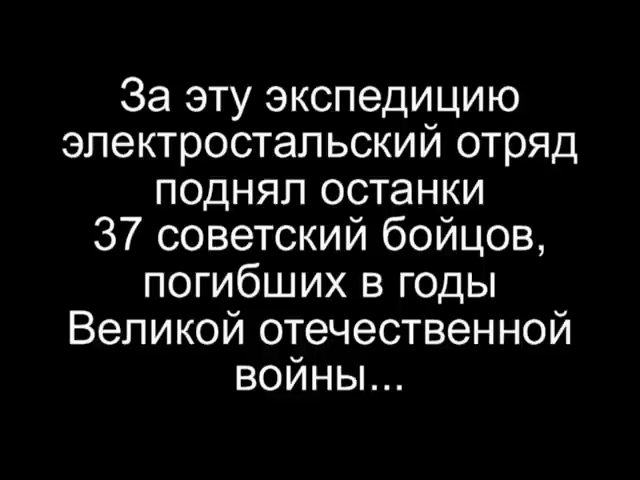 За эту экспедицию
электростальский отряд
поднял останки
37 советский бойцов,
погибших в годы
Великой отечественной
войны...